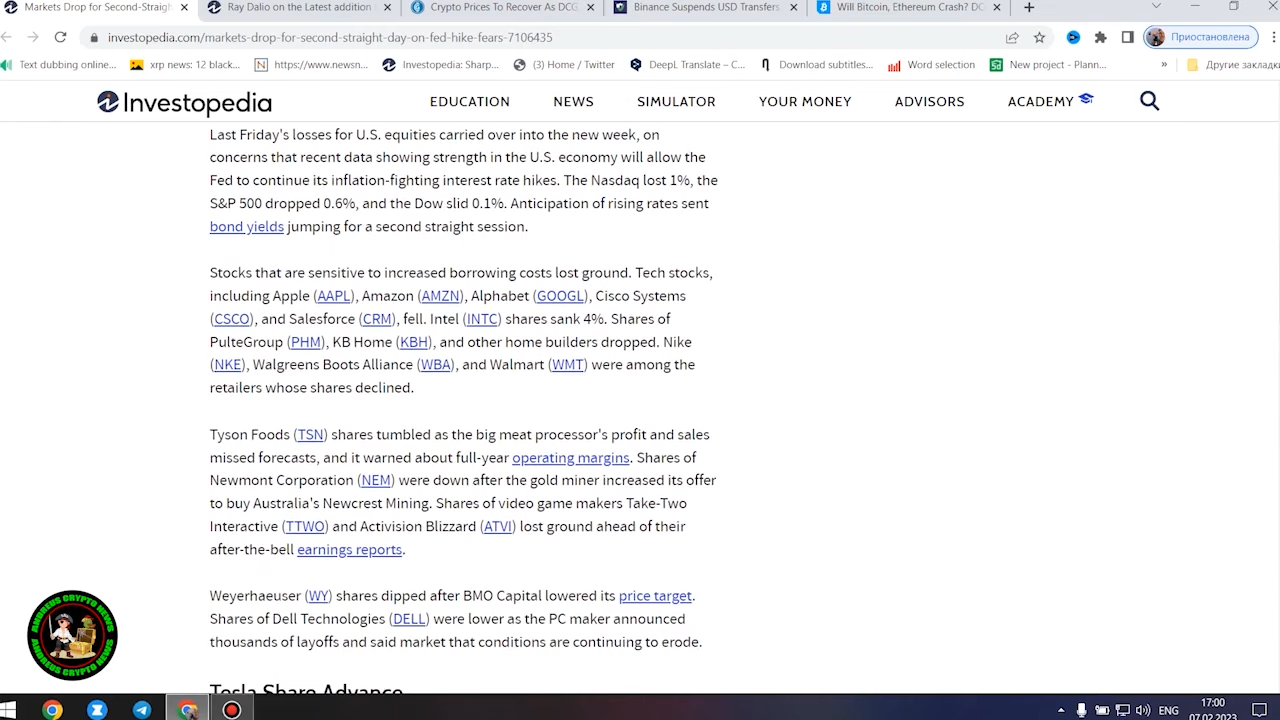 Markets Drop for Second-Straigh
Ray Dalio on the Latest addition
Crypto Prices To Recover As DCG
Binance Suspends USD Transfers
Will Bitcoin, Ethereum Crash? DC
investopedia.com/markets-drop-for-second-straight-day-on-fed-hike-fears-7106435
Приостановлена
Text dubbing online...
xrp news: 12 black...
https://www.newsn...
Investopedia: Sharp...
(3) Home / Twitter
DeepL Translate – C...
Download subtitles...
Word selection
New project - Plann...
»
Другие закладки
Investopedia
EDUCATION
NEWS
SIMULATOR
YOUR MONEY
ADVISORS
ACADEMY
Last Friday's losses for U.S. equities carried over into the new week, on
concerns that recent data showing strength in the U.S. economy will allow the
Fed to continue its inflation-fighting interest rate hikes. The Nasdaq lost 1%, the
S&P 500 dropped 0.6%, and the Dow slid 0.1%. Anticipation of rising rates sent
bond yields jumping for a second straight session.
Stocks that are sensitive to increased borrowing costs lost ground. Tech stocks,
including Apple (AAPL), Amazon (AMZN), Alphabet (GOOGL), Cisco Systems
(CSCO), and Salesforce (CRM), fell. Intel (INTC) shares sank 4%. Shares of
PulteGroup (PHM), KB Home (KBH), and other home builders dropped. Nike
(NKE), Walgreens Boots Alliance (WBA), and Walmart (WMT) were among the
retailers whose shares declined.
Tyson Foods (TSN) shares tumbled as the big meat processor's profit and sales
missed forecasts, and it warned about full-year operating margins. Shares of
Newmont Corporation (NEM) were down after the gold miner increased its offer
to buy Australia's Newcrest Mining. Shares of video game makers Take-Two
Interactive (TTWO) and Activision Blizzard (ATVI) lost ground ahead of their
after-the-bell earnings reports.
Weyerhaeuser (WY) shares dipped after BMO Capital lowered its price target.
Shares of Dell Technologies (DELL) were lower as the PC maker announced
thousands of layoffs and said market that conditions are continuing to erode.
Tesla Share Advance
ANDREUS CRYPTO NEWS
ANDREUS CRYPTO NEWS
ENG
17:00
07.02.2023